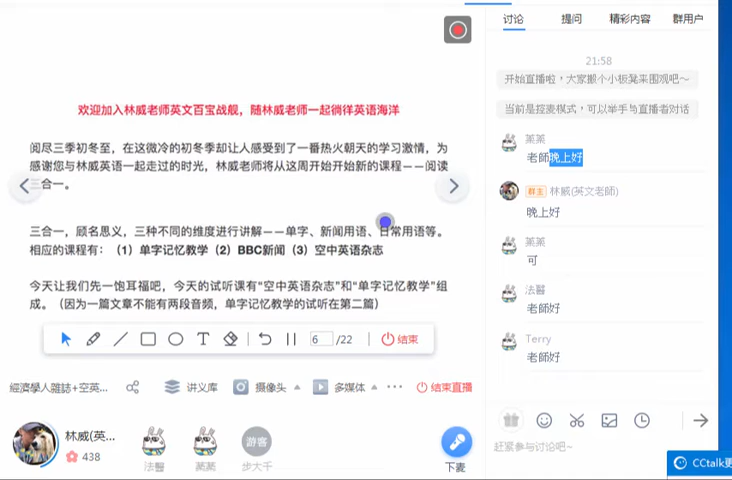 讨论 提问 精彩内容 群用户
21:58
开始直播啦，大家搬个小板凳来围观吧～
当前是控麦模式，可以举手与直播者对话
老師晚上好
群主 林威(英文老師)
晚上好
可
法醫
老師好
Terry
老師好
赶紧参与讨论吧~
CCtalk更
欢迎加入林威老师英文百宝战舰，随林威老师一起徜徉英语海洋
阅尽三季初冬至，在这微冷的初冬季却让人感受到了一番热火朝天的学习激情，为
感谢您与林威英语一起走过的时光，林威老师将从这周开始开始新的课程——阅读
三合一。
三合一，顾名思义，三种不同的维度进行讲解——单字、新闻用语、日常用语等。
相应的课程有：（1）单字记忆教学（2）BBC新闻（3）空中英语杂志
今天让我们先一饱耳福吧，今天的试听课有“空中英语杂志”和“单字记忆教学”组
成。（因为一篇文章不能有两段音频，单字记忆教学的试听在第二篇）
T 6 /22 结束
經濟學人雜誌+空英... 讲义库 摄像头 多媒体 ··· 结束直播
林威(英...
438
法醫
游客
步大千
下麦